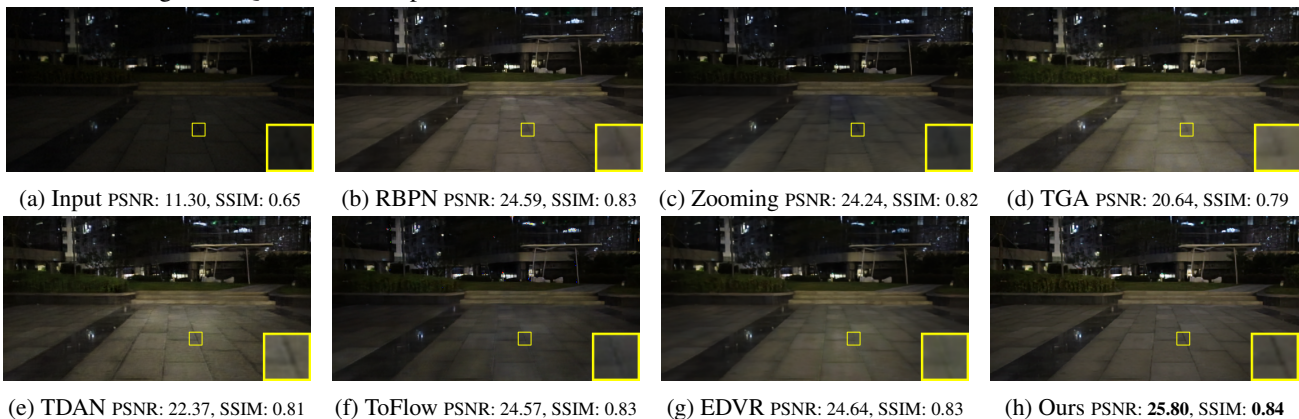 (a) Input PSNR: 11.30, SSIM: 0.65
(b) RBPN PSNR: 24.59, SSIM: 0.83
(c) Zooming PSNR: 24.24, SSIM: 0.82
(d) TGA PSNR: 20.64, SSIM: 0.79
(e) TDAN PSNR: 22.37, SSIM: 0.81
(f) ToFlow PSNR: 24.57, SSIM: 0.83
(g) EDVR PSNR: 24.64, SSIM: 0.83
(h) Ours PSNR: 25.80, SSIM: 0.84